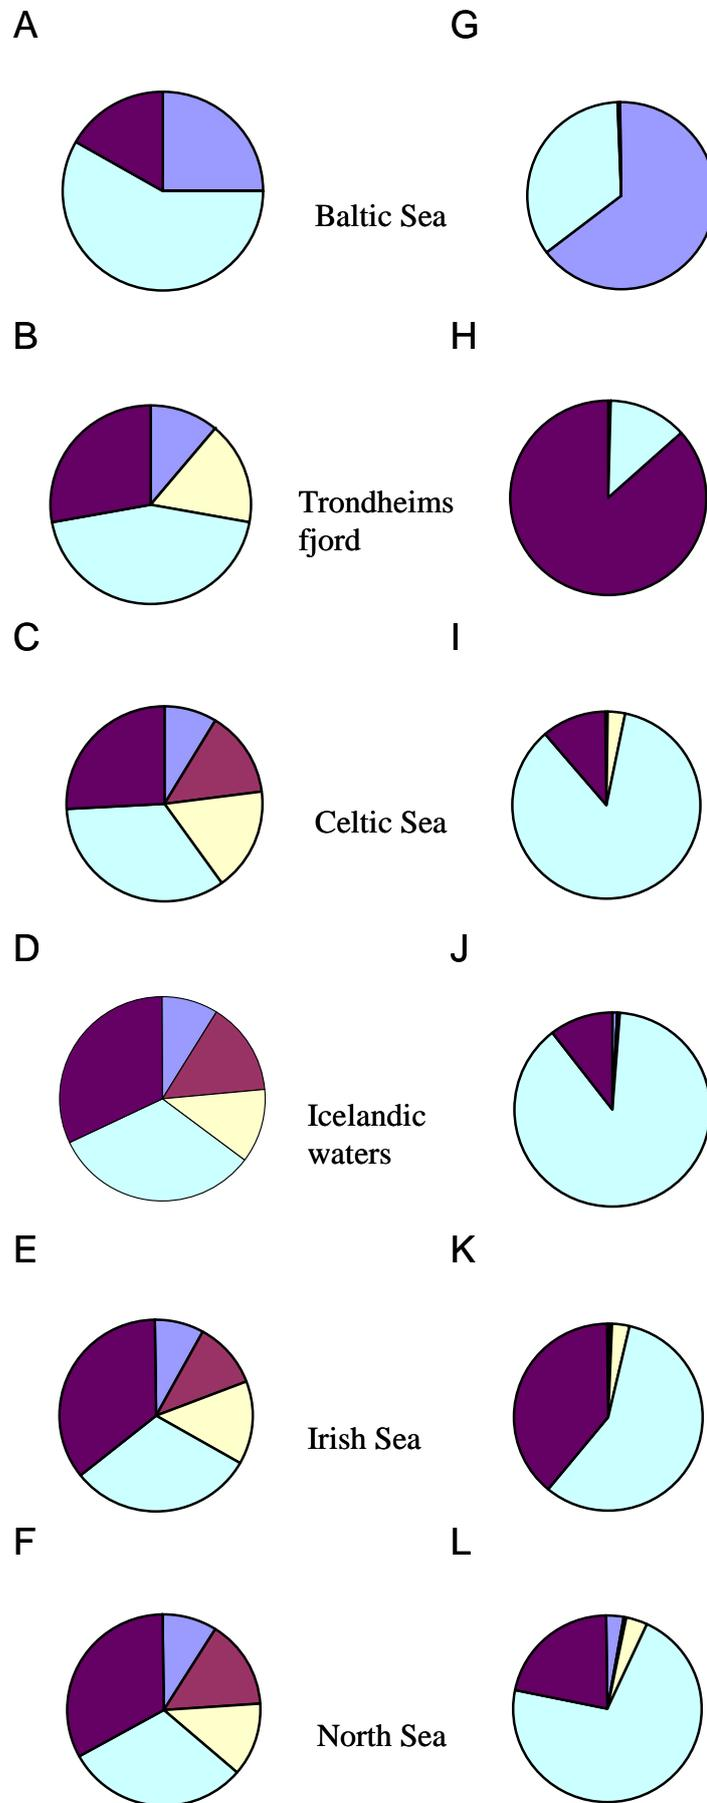 A
G
Baltic Sea
B
H
Trondheims
fjord
C
I
Celtic Sea
D
J
Icelandic
waters
E
K
Irish Sea
F
L
North Sea